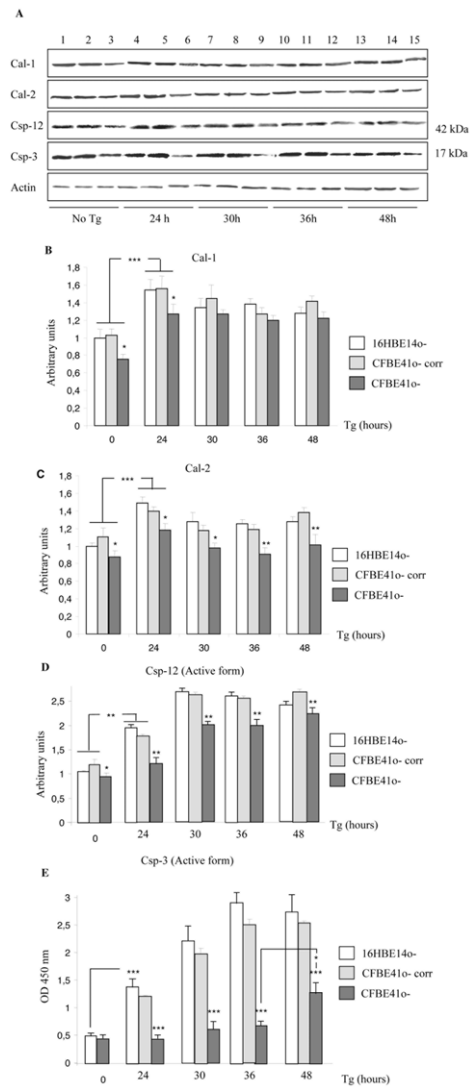 A
1 2 3 4 5 6 7 8 9 10 11 12 13 14 15
Cal-1
Cal-2
Csp-12 42 kDa
Csp-3 17 kDa
Actin
No Tg 24 h 30h 36h 48h
B
Cal-1
Arbitrary units
1,8
1,6
1,4
1,2
1
0,8
0,6
0,4
0,2
0
***
*
*
0 24 30 36 48
Tg (hours)
16HBE14o-
CFBE41o- corr
CFBE41o-
C
Cal-2
Arbitrary units
1,8
1,6
1,4
1.2
1
0.8
0,6
0,4
0,2
0
***
*
*
*
**
**
0 24 30 36 48
Tg (hours)
16HBE14o-
CFBE41o- corr
CFBE41o-
D
Csp-12 (Active form)
Arbitrary units
2,5
2
1,5
1
0,5
0
**
*
**
**
**
**
0 24 30 36 48
Tg (hours)
16HBE14o-
CFBE41o- corr
CFBE41o-
Csp-3 (Active form)
E
OD 450 nm
3
2,5
2
1,5
1
0,5
0
***
***
***
***
*
***
0 24 30 36 48
Tg (hours)
16HBE14o-
CFBE41o- corr
CFBE41o-